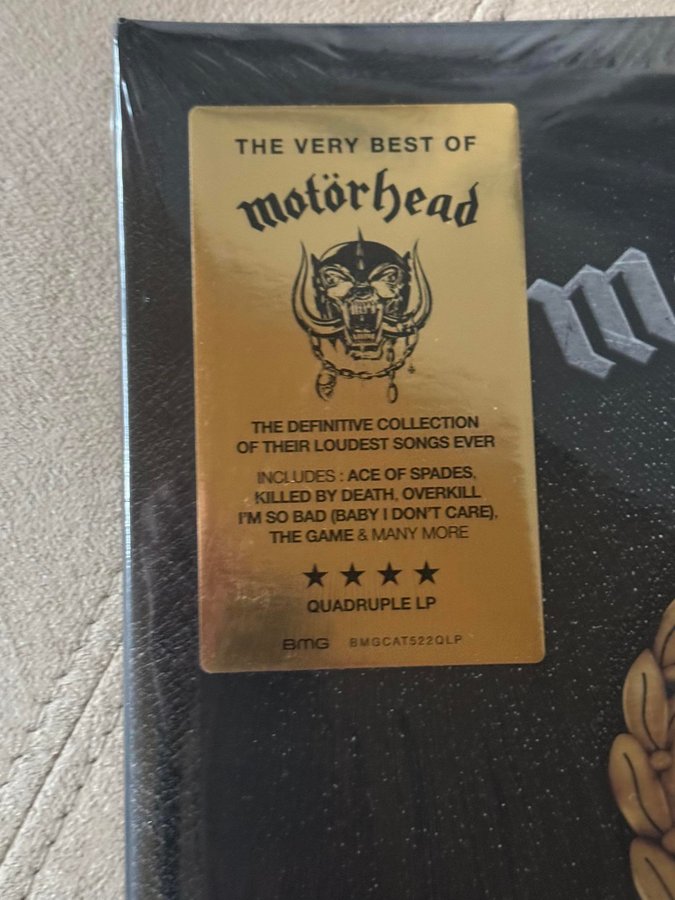 THE VERY BEST OF
motörhead
THE DEFINITIVE COLLECTION
OF THEIR LOUDEST SONGS EVER
INCLUDES : ACE OF SPADES,
KILLED BY DEATH, OVERKILL
I'M SO BAD (BABY I DON'T CARE),
THE GAME & MANY MORE
QUADRUPLE LP
BMG BMGCAT522QLP
m